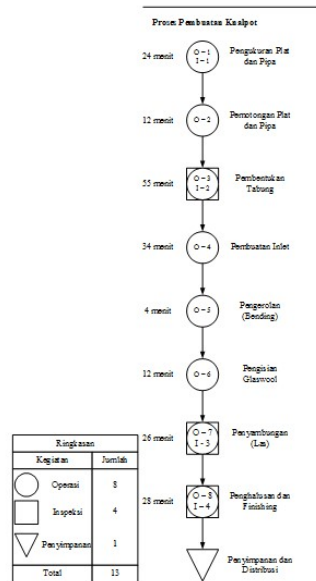 Proses Pembuatan Knalpot
24 menit
O – 1
I – 1
Pengukuran Plat
dan Pipa
12 menit
O – 2
Pemotongan Plat
dan Pipa
55 menit
O – 3
I – 2
Pembentukan
Tabung
34 menit
O – 4
Pembuatan Inlet
4 menit
O – 5
Pengerolan
(Bending)
12 menit
O – 6
Pengisian
Glaswool
26 menit
O – 7
I – 3
Penyambungan
(Las)
28 menit
O – 8
I – 4
Penghalusan dan
Finishing
Penyimpanan dan
Distribusi
Ringkasan
Kegiatan Jumlah
Operasi 8
Inspeksi 4
Penyimpanan 1
Total 13